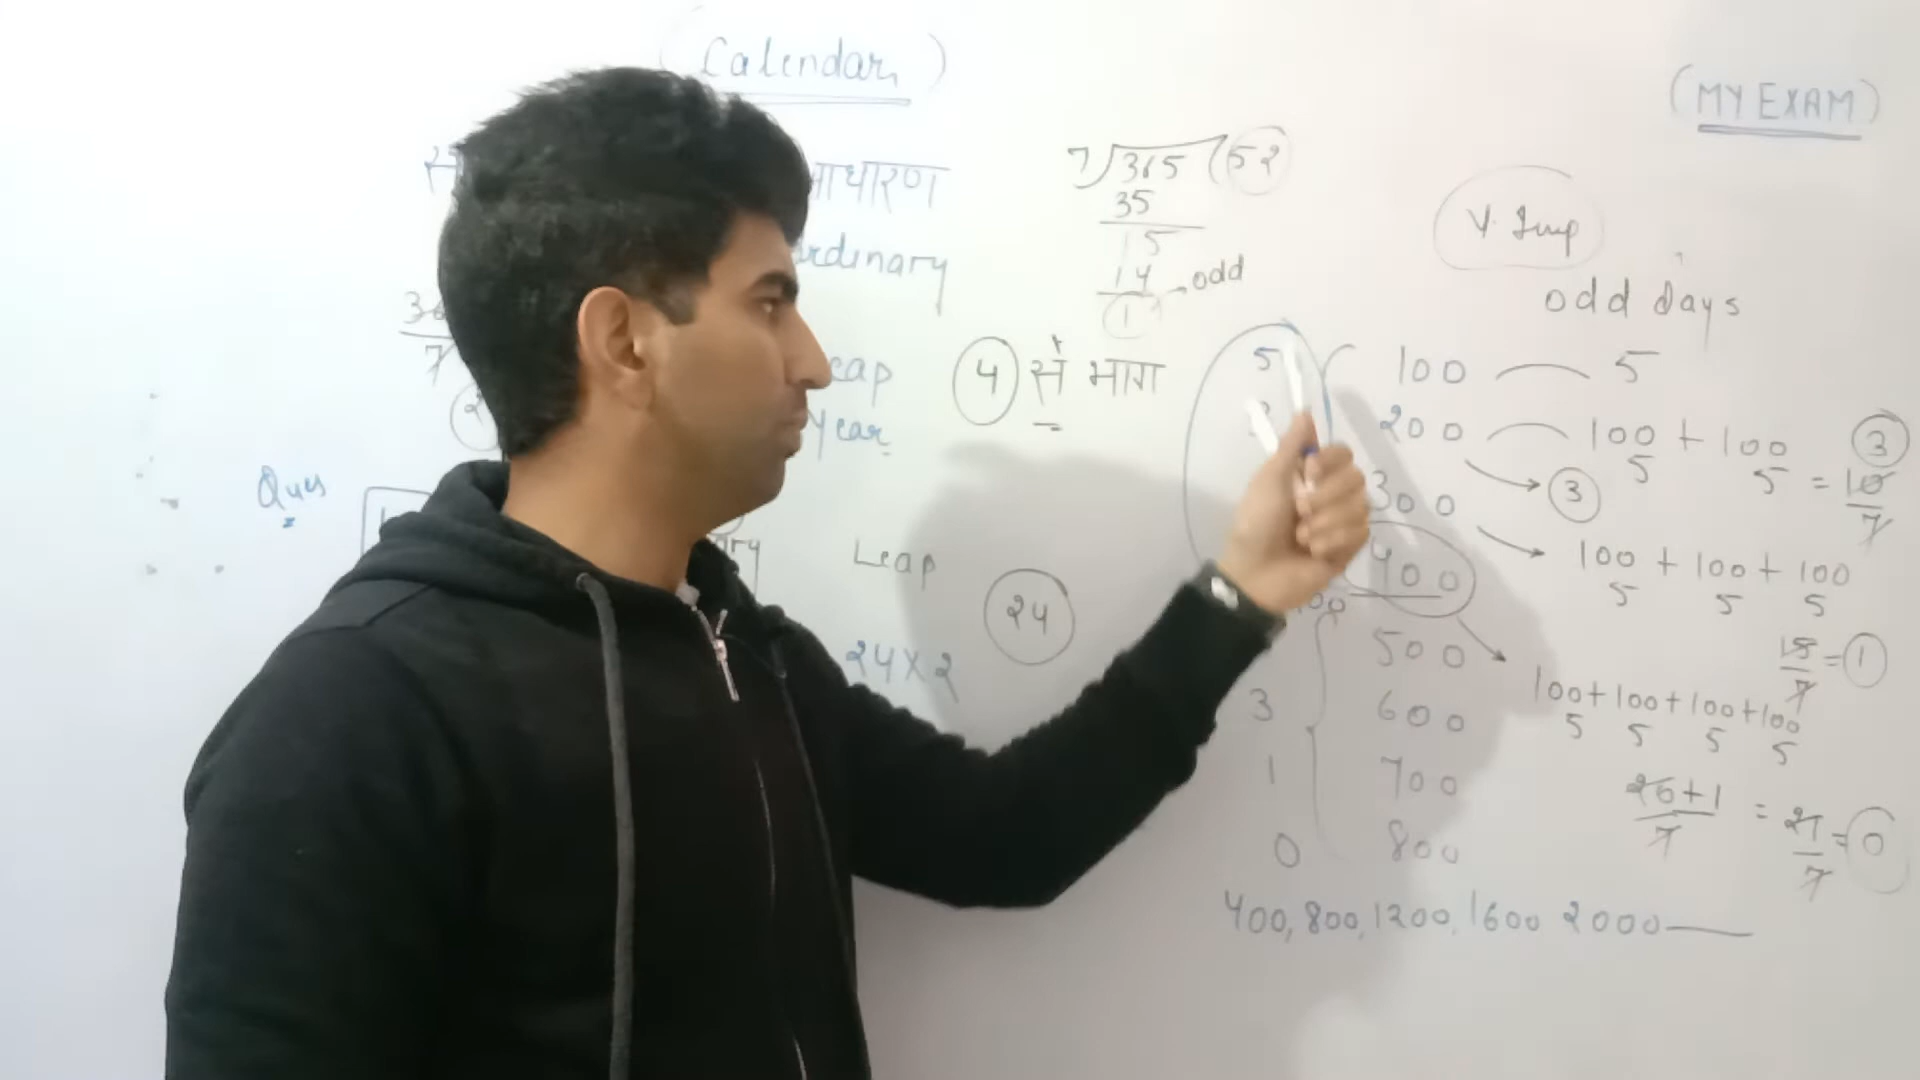 (Calendar)
(MY EXAM)
साधारण
ordinary
7)365(52
35
15
14 → odd
1
V. Imp
odd days
4 से भाग
Leap
Year
5 100 — 5
200 — 100 + 100 3
5 5 = 10/7
3
300
100 + 100 + 100
5 5 5
15/7 = 1
400
Ques
Leap
24
24 X 2
500
3 600
1 700
0 800
100+100+100+100
5 5 5 5
20+1/7 = 21/7 = 0
400, 800, 1200, 1600 2000